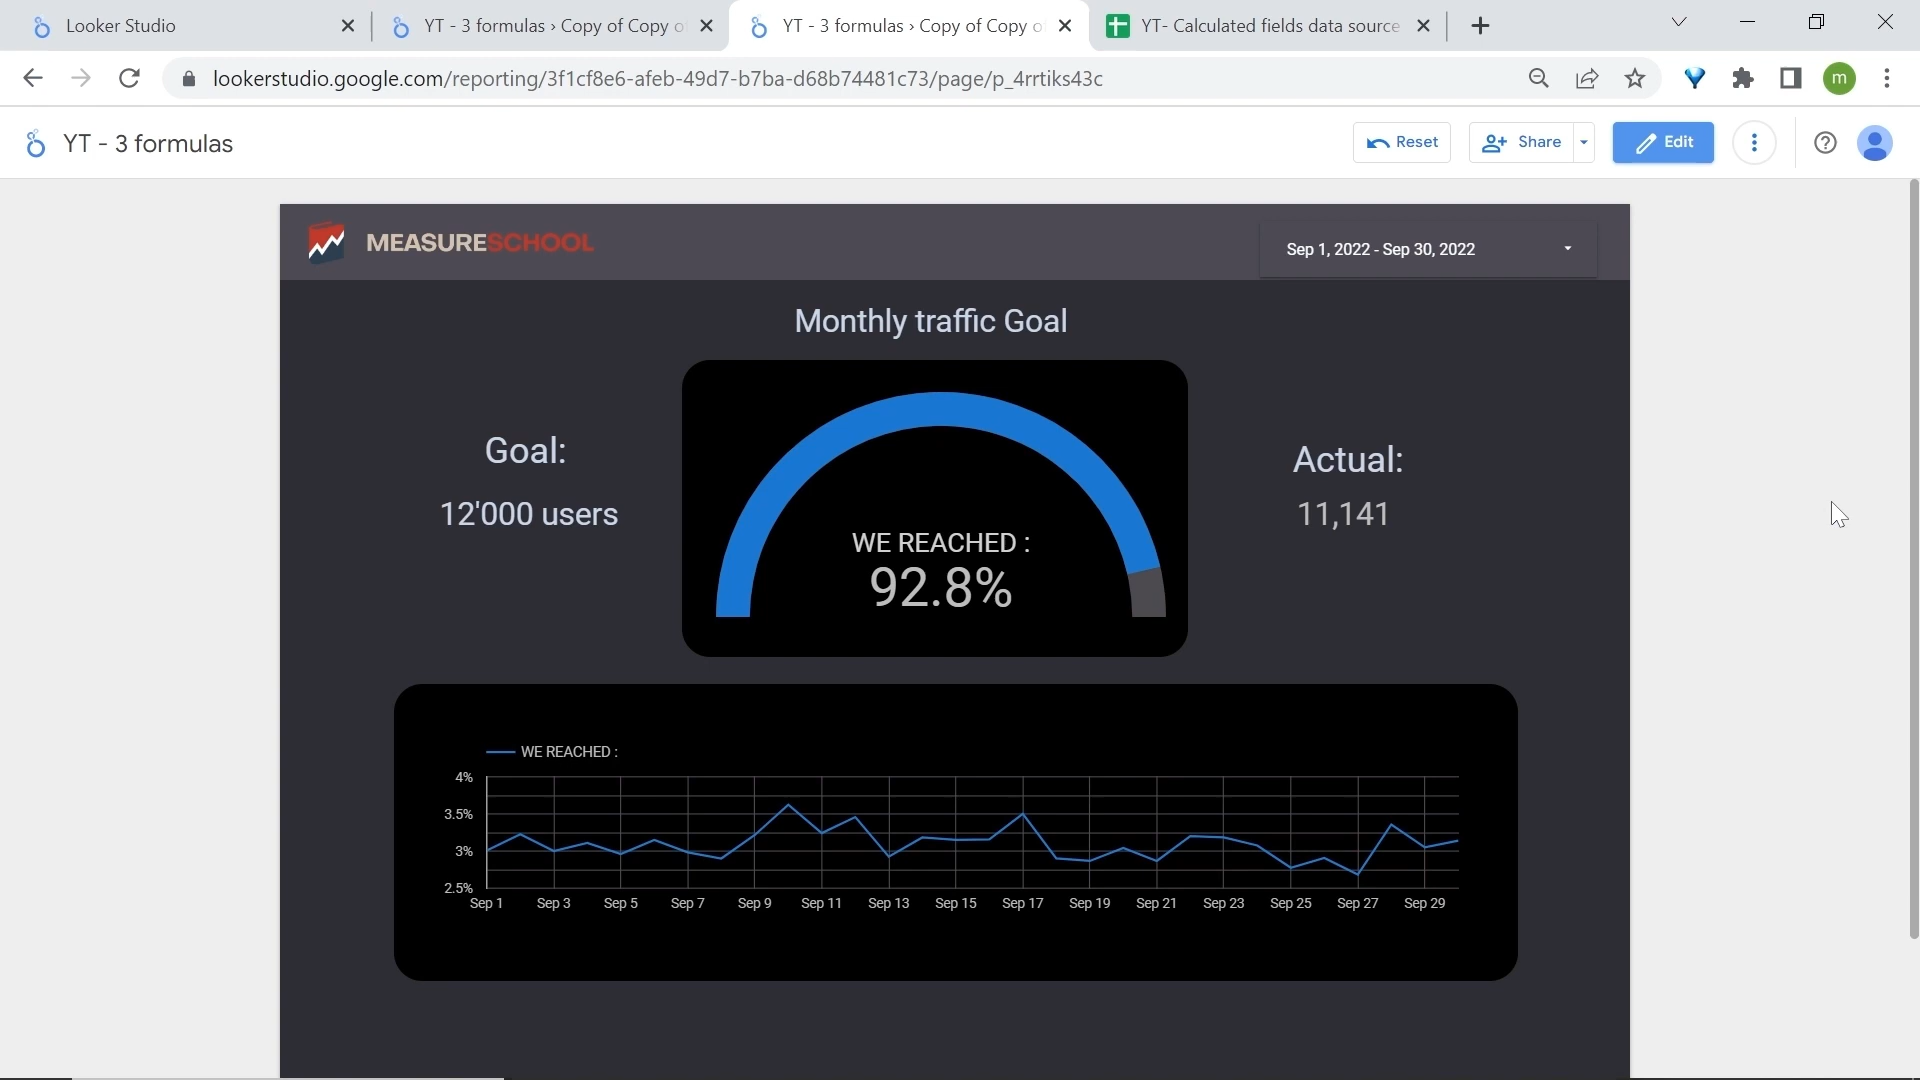 Looker Studio
YT - 3 formulas › Copy of Copy o
YT - 3 formulas › Copy of Copy o
YT- Calculated fields data source
lookerstudio.google.com/reporting/3f1cf8e6-afeb-49d7-b7ba-d68b74481c73/page/p_4rrtiks43c
m
YT - 3 formulas
Reset
Share
Edit
MEASURESCHOOL
Sep 1, 2022 - Sep 30, 2022
Monthly traffic Goal
Goal:
12'000 users
WE REACHED :
92.8%
Actual:
11,141
WE REACHED :
4%
3.5%
3%
2.5%
Sep 1 Sep 3 Sep 5 Sep 7 Sep 9 Sep 11 Sep 13 Sep 15 Sep 17 Sep 19 Sep 21 Sep 23 Sep 25 Sep 27 Sep 29